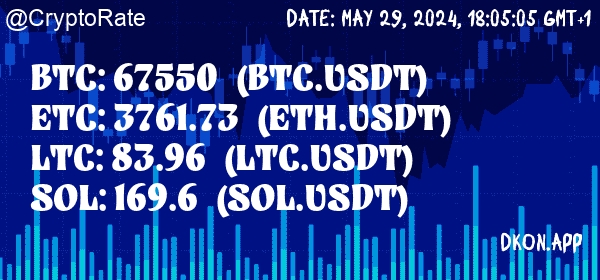 @CryptoRate
DATE: MAY 29, 2024, 18:05:05 GMT+1
BTC: 67550 (BTC.USDT)
ETC: 3761.73 (ETH.USDT)
LTC: 83.96 (LTC.USDT)
SOL: 169.6 (SOL.USDT)
DKON.APP